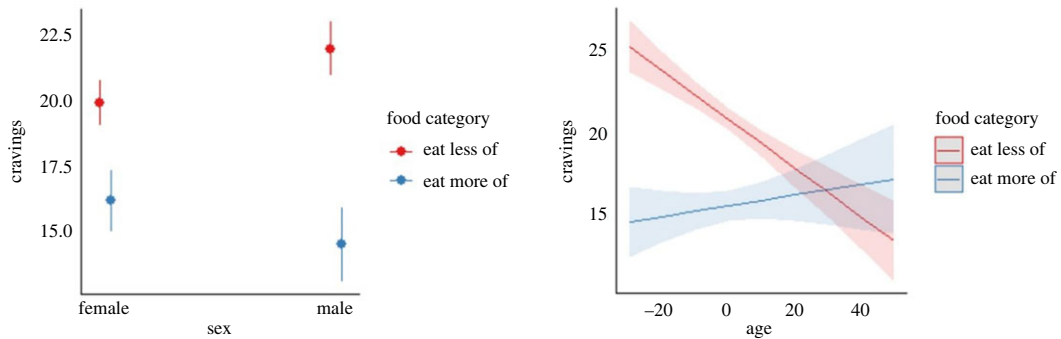 22.5
20.0
17.5
15.0
cravings
female
male
sex
food category
eat less of
eat more of
25
20
15
cravings
–20
0
20
40
age
food category
eat less of
eat more of